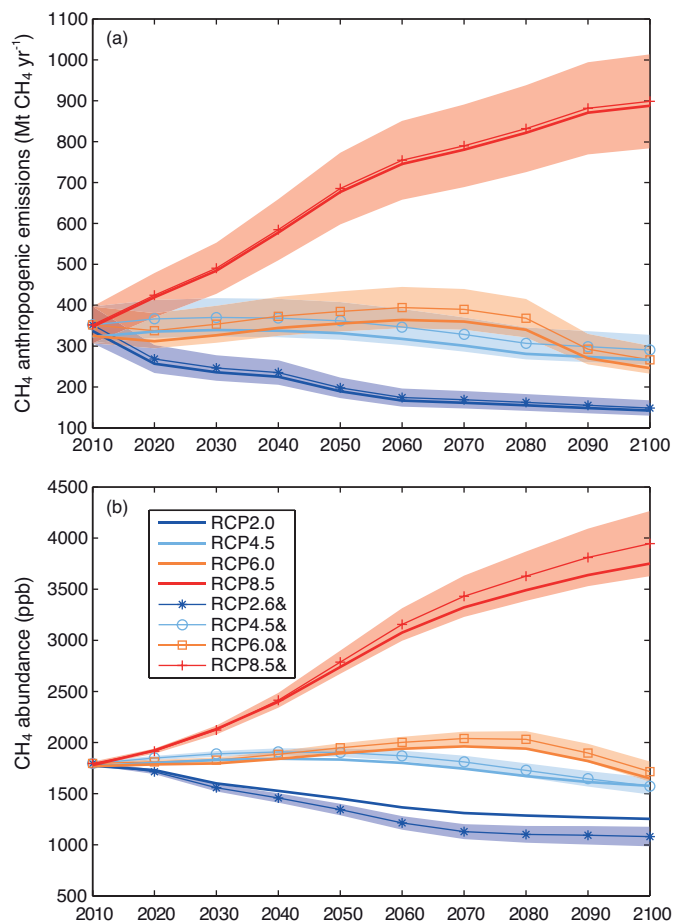 (a)
CH₄ anthropogenic emissions (Mt CH₄ yr⁻¹)
1100
1000
900
800
700
600
500
400
300
200
100
2010 2020 2030 2040 2050 2060 2070 2080 2090 2100
(b)
CH₄ abundance (ppb)
4500
4000
3500
3000
2500
2000
1500
1000
500
RCP2.0
RCP4.5
RCP6.0
RCP8.5
RCP2.6&
RCP4.5&
RCP6.0&
RCP8.5&
2010 2020 2030 2040 2050 2060 2070 2080 2090 2100